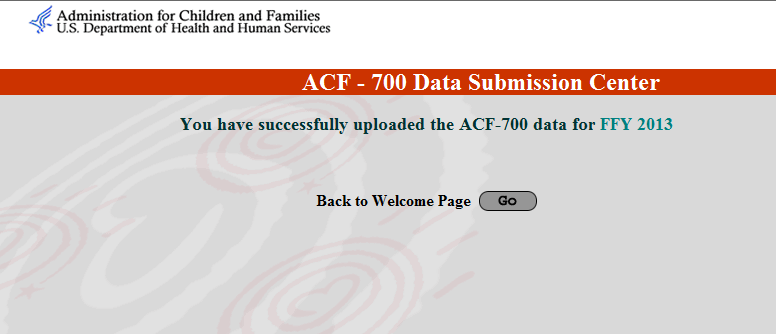 Administration for Children and Families
U.S. Department of Health and Human Services
ACF - 700 Data Submission Center
You have successfully uploaded the ACF-700 data for FFY 2013
Back to Welcome Page Go